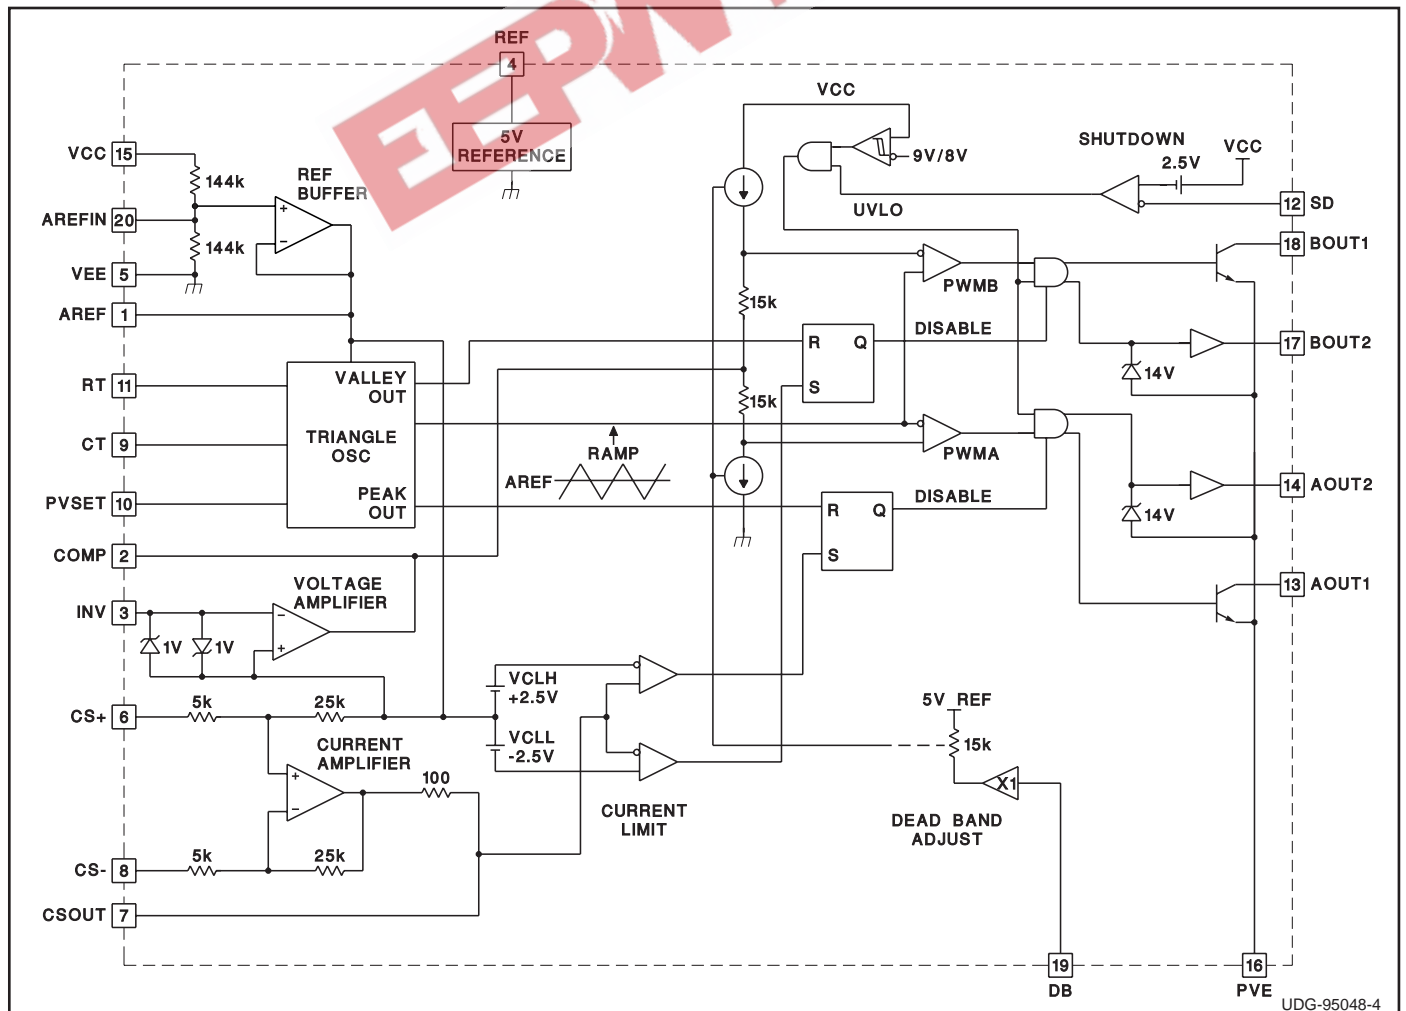 REF
4
5V
REFERENCE
EEPW
VCC 15
144k
REF
BUFFER
+
−
AREFIN 20
144k
VEE 5
AREF 1
VCC
9V/8V
UVLO
SHUTDOWN
2.5V
VCC
12 SD
18 BOUT1
PWMB
15k
DISABLE
R Q
S
17 BOUT2
14V
RT 11
VALLEY
OUT
CT 9
TRIANGLE
OSC
PVSET 10
PEAK
OUT
RAMP
AREF
15k
PWMA
DISABLE
R Q
S
14 AOUT2
14V
13 AOUT1
COMP 2
VOLTAGE
AMPLIFIER
INV 3
−
+
1V
1V
CS+ 6
5k
25k
VCLH
+2.5V
VCLL
-2.5V
CURRENT
AMPLIFIER
+
−
100
CURRENT
LIMIT
CS- 8
5k
25k
CSOUT 7
5V REF
15k
X1
DEAD BAND
ADJUST
19
DB
16
PVE
UDG-95048-4